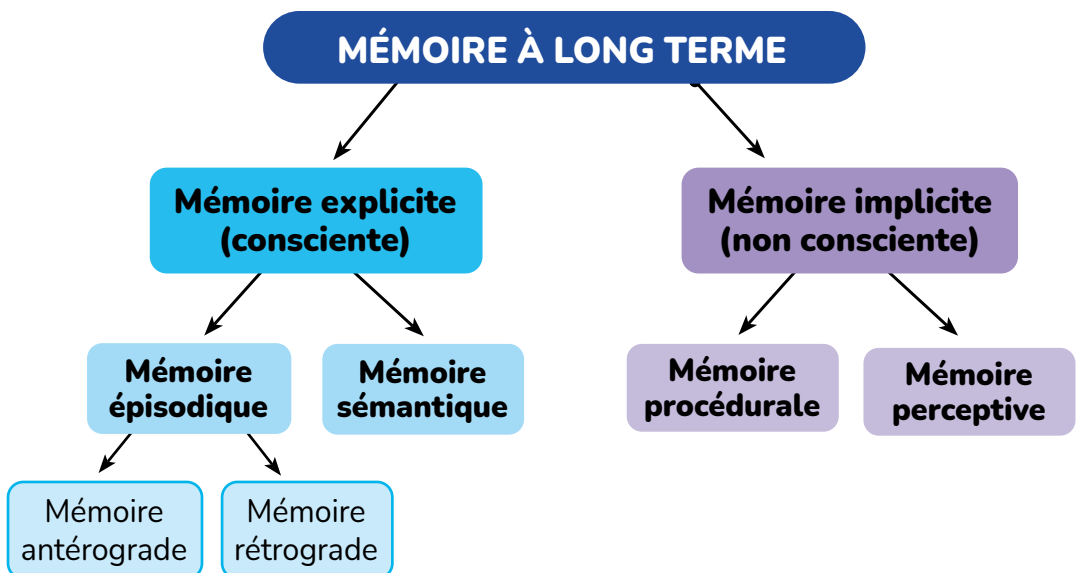 MÉMOIRE À LONG TERME
Mémoire explicite
(consciente)
Mémoire implicite
(non consciente)
Mémoire
épisodique
Mémoire
sémantique
Mémoire
procédurale
Mémoire
perceptive
Mémoire
antérograde
Mémoire
rétrograde